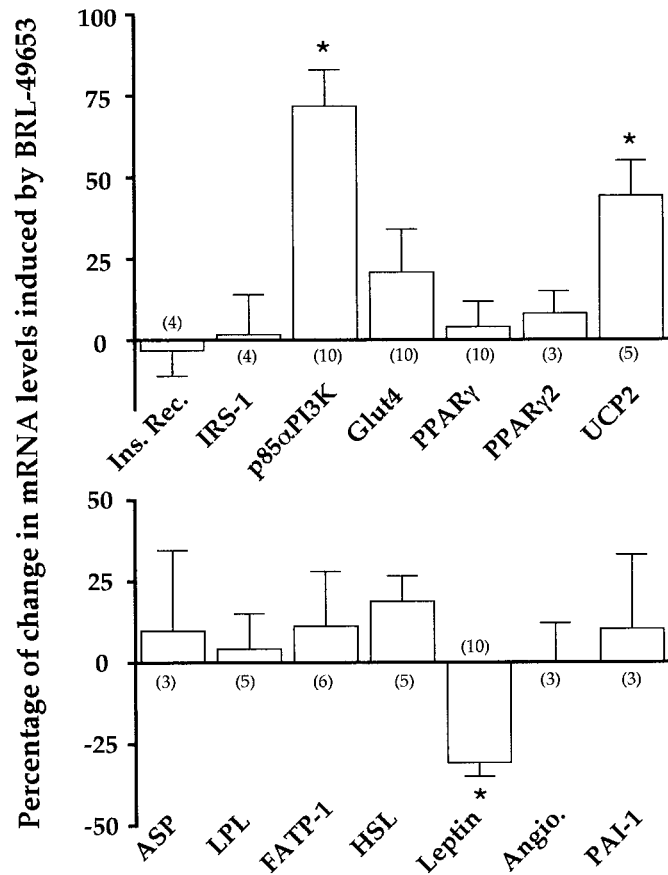 Percentage of change in mRNA levels induced by BRL-49653
100
75
50
25
0
*
*
(4)
(4)
(10)
(10)
(10)
(3)
(5)
Ins. Rec.
IRS-1
p85αPI3K
Glut4
PPARγ
PPARγ2
UCP2
50
25
0
-25
-50
(3)
(5)
(6)
(5)
(10)
(3)
(3)
*
ASP
LPL
FATP-1
HSL
Leptin
Angio.
PAI-1